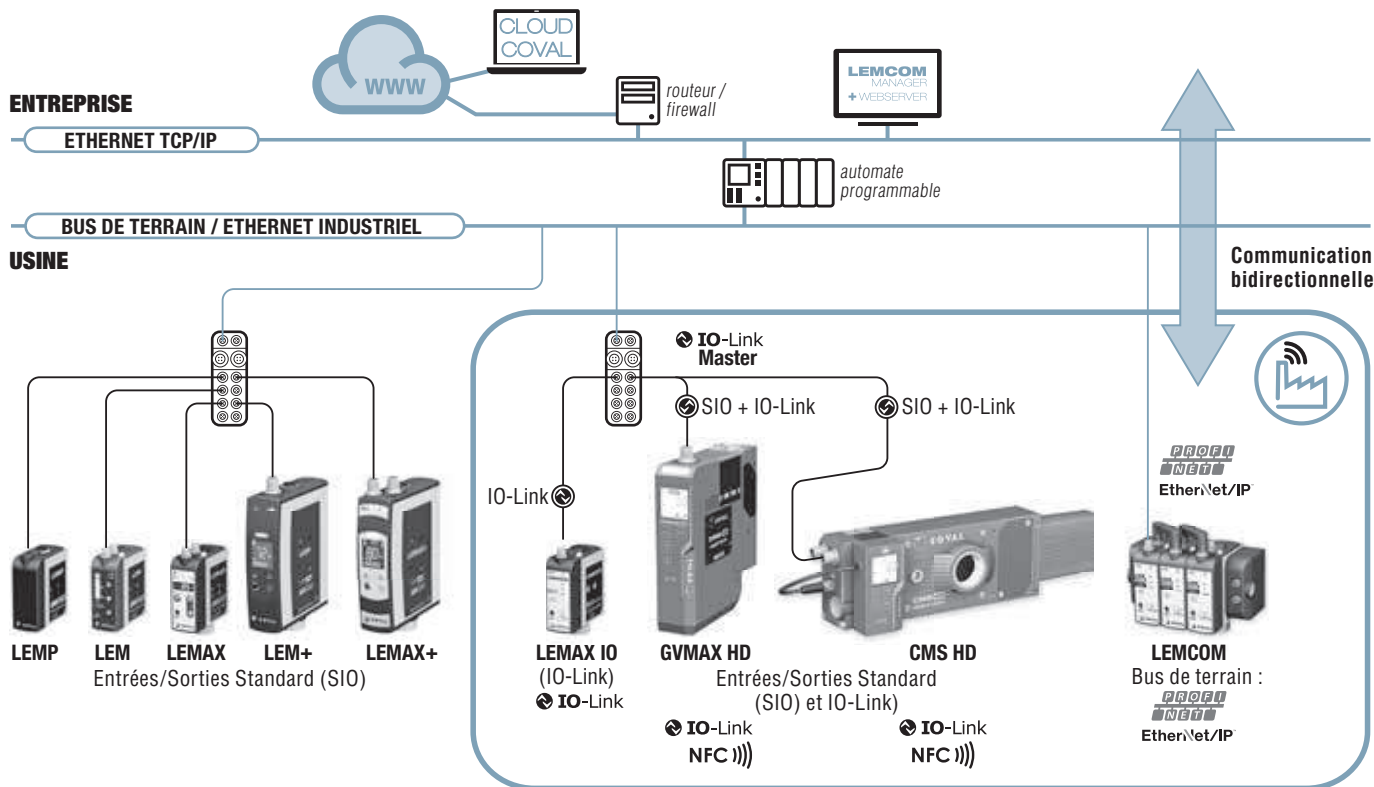 CLOUD
COVAL
WWW
routeur /
firewall
LEMCOM
MANAGER
+ WEBSERVER
ENTREPRISE
ETHERNET TCP/IP
automate
programmable
BUS DE TERRAIN / ETHERNET INDUSTRIEL
USINE
Communication
bidirectionnelle
IO-Link
Master
SIO + IO-Link
SIO + IO-Link
IO-Link
PROFI
NET
EtherNet/IP
COVAL
LEMP
LEM
LEMAX
LEM+
LEMAX+
Entrées/Sorties Standard (SIO)
LEMAX IO
(IO-Link)
IO-Link
GVMAX HD
CMS HD
Entrées/Sorties Standard
(SIO) et IO-Link)
IO-Link
NFC
IO-Link
NFC
LEMCOM
Bus de terrain :
PROFI
NET
EtherNet/IP